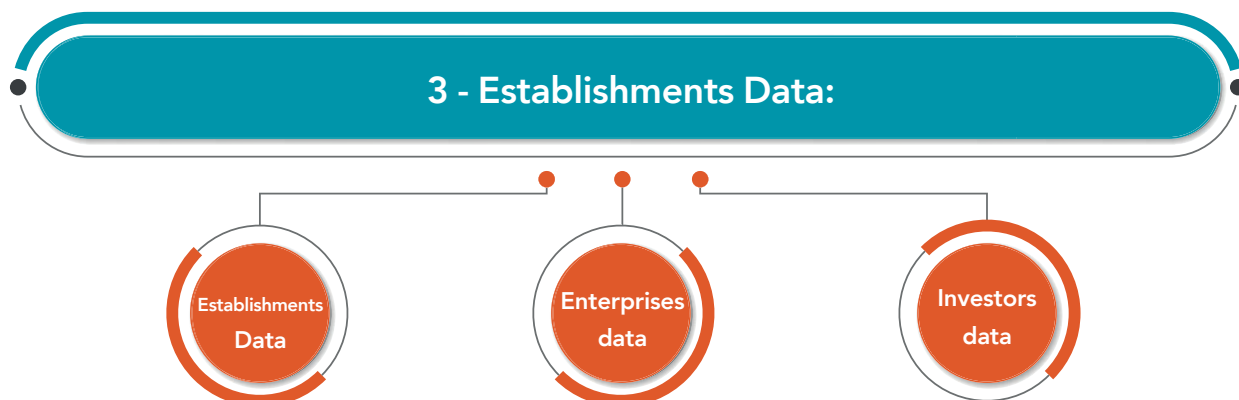 3 - Establishments Data:
Establishments
Data
Enterprises
data
Investors
data